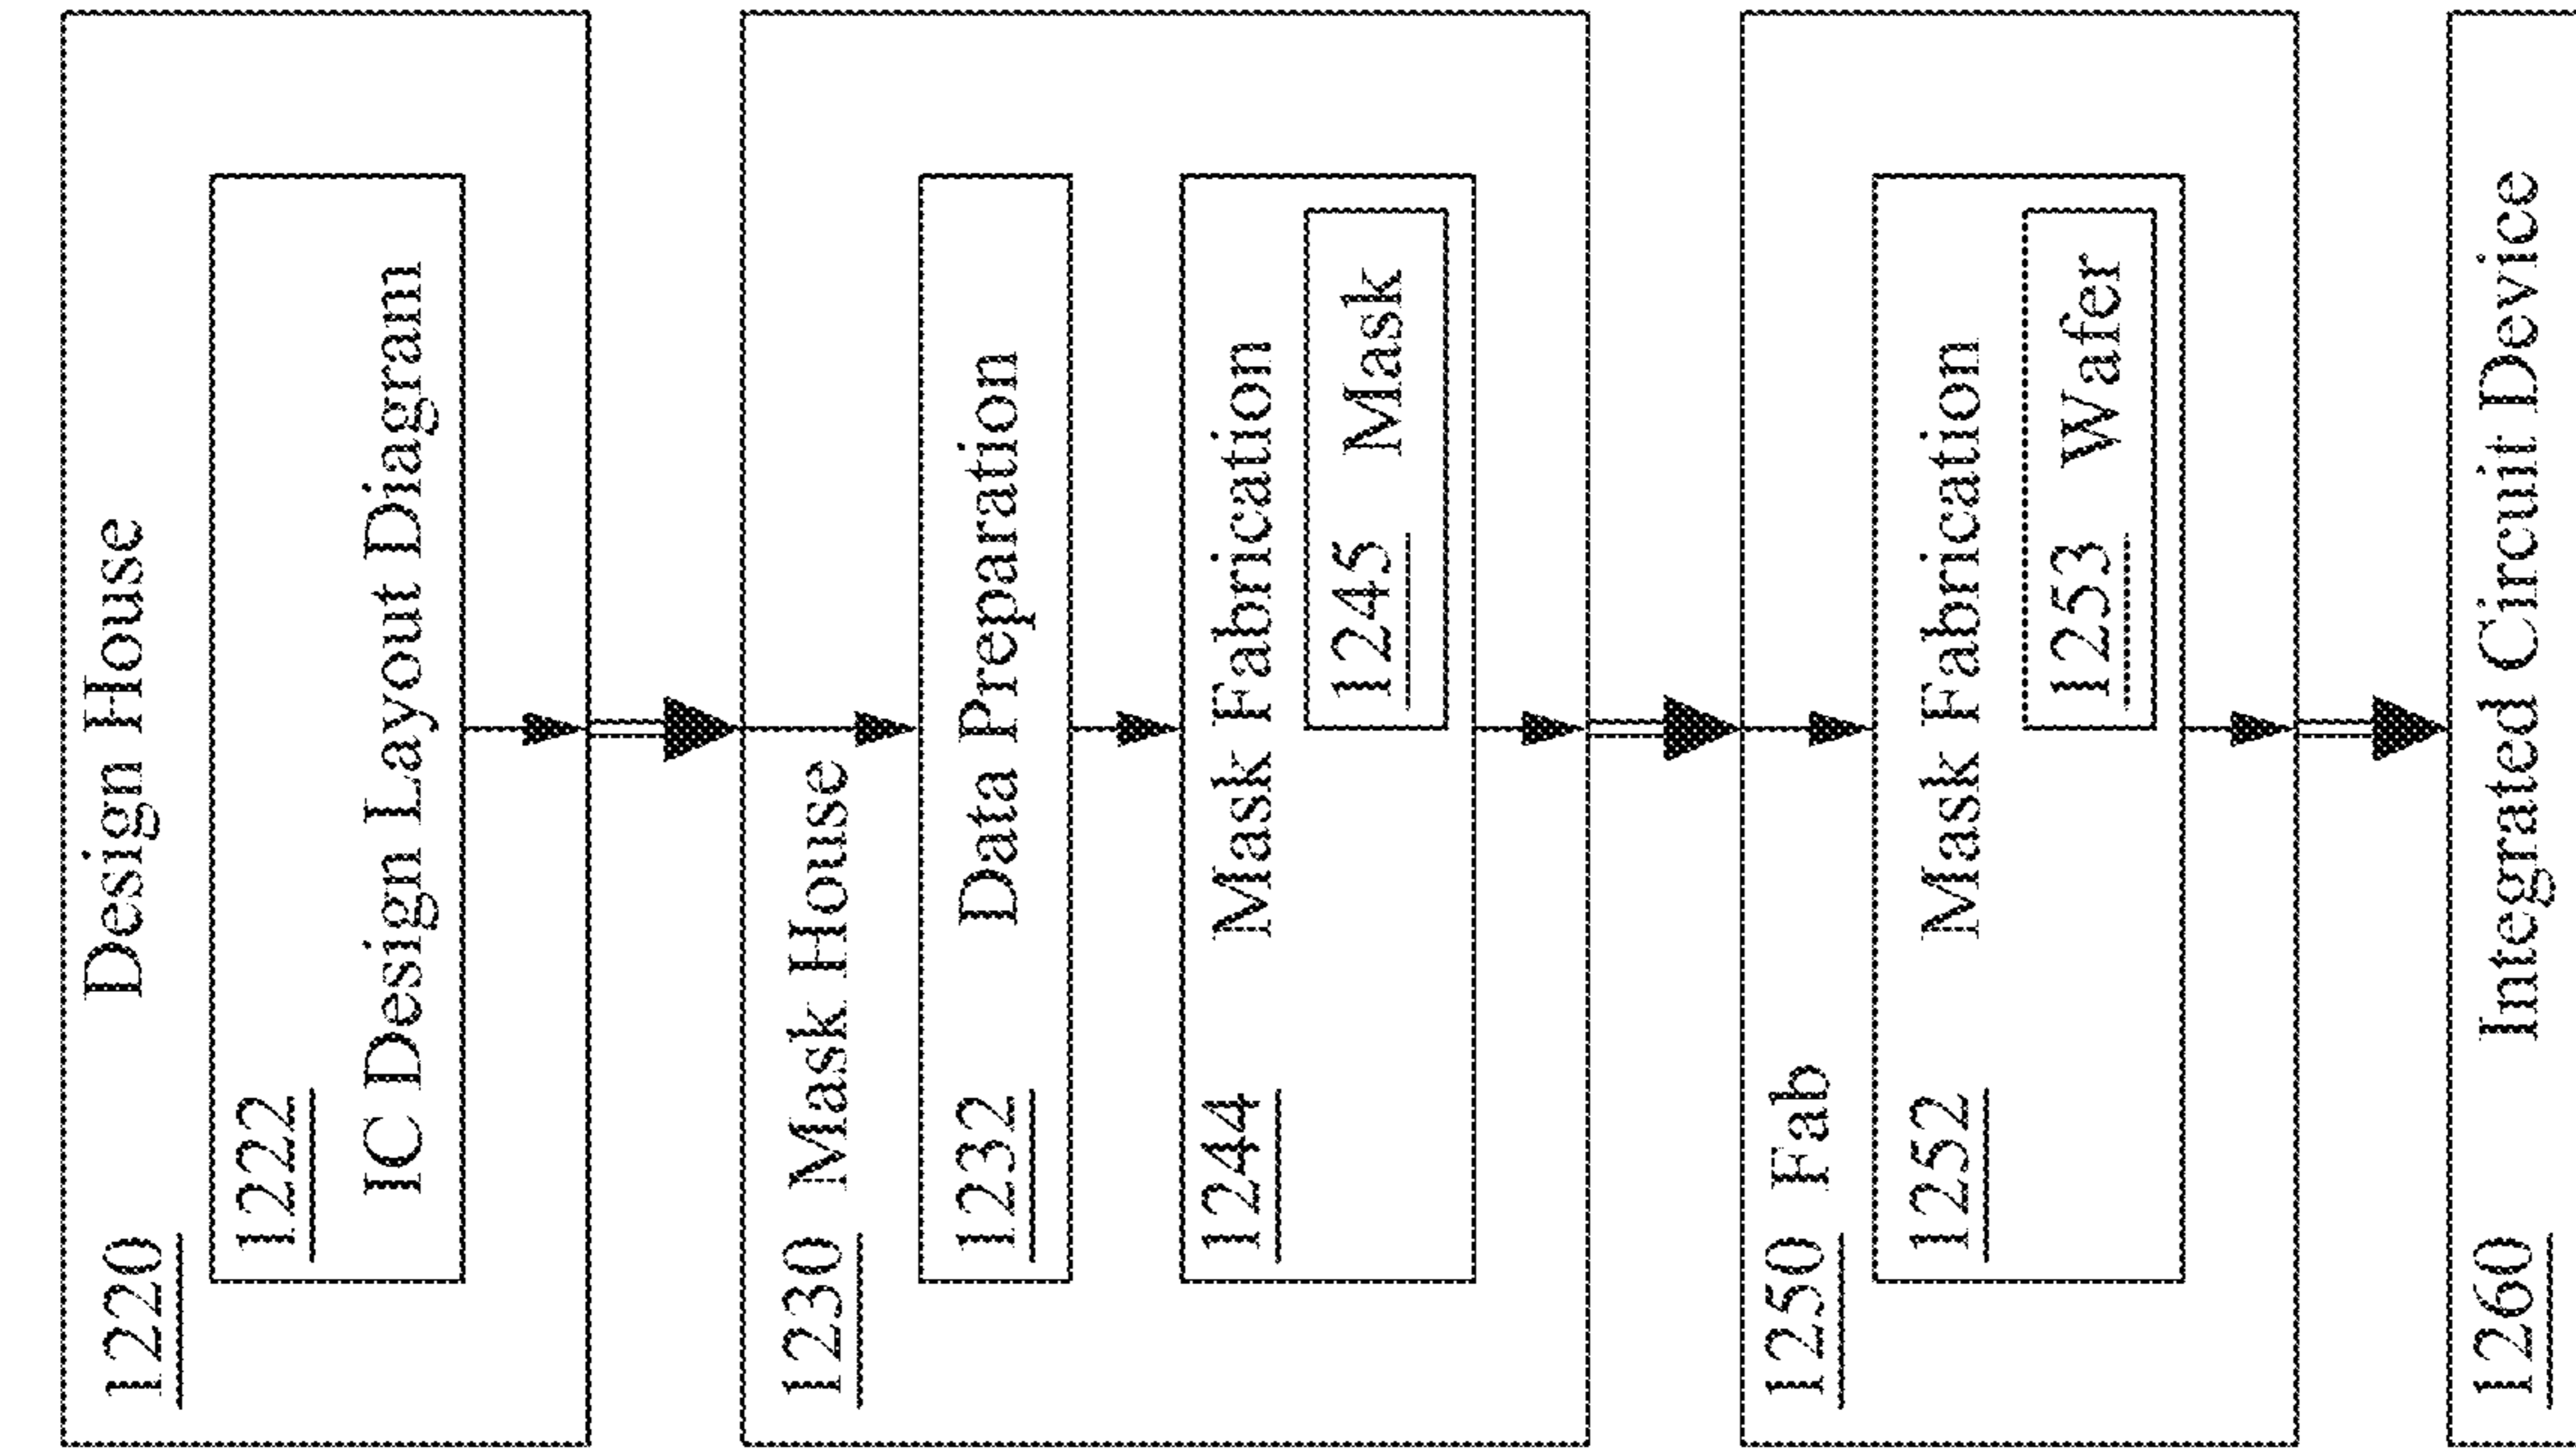 1220 Design House
1222
IC Design Layout Diagram
1230 Mask House
1232 Data Preparation
1244 Mask Fabrication
1245 Mask
1250 Fab
1252 Mask Fabrication
1253 Wafer
1260 Integrated Circuit Device